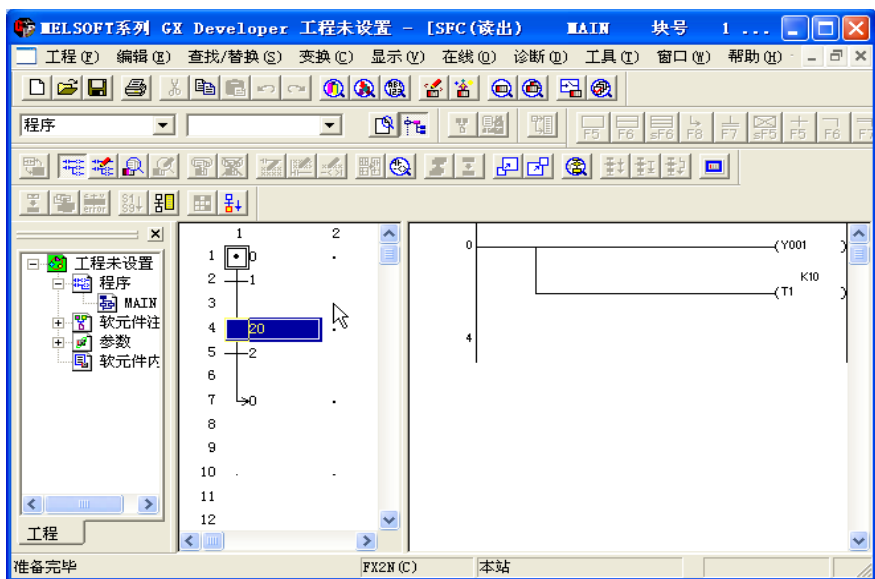 MELSOFT系列 GX Developer 工程未设置 - [SFC(读出) MAIN 块号 1 ...
工程(F) 编辑(E) 查找/替换(S) 变换(C) 显示(V) 在线(O) 诊断(D) 工具(T) 窗口(W) 帮助(H)
程序
F5 F6 sF6 F8 F7 sF5 F5 F6 F7
error
1 2
1 0
2 1
3
4 20
5 2
6
7 0
8
9
10
11
12
工程未设置
程序
MAIN
软元件注
参数
软元件内
工程
0 (Y001 )
K10
(T1 )
4
准备完毕 FX2N(C) 本站